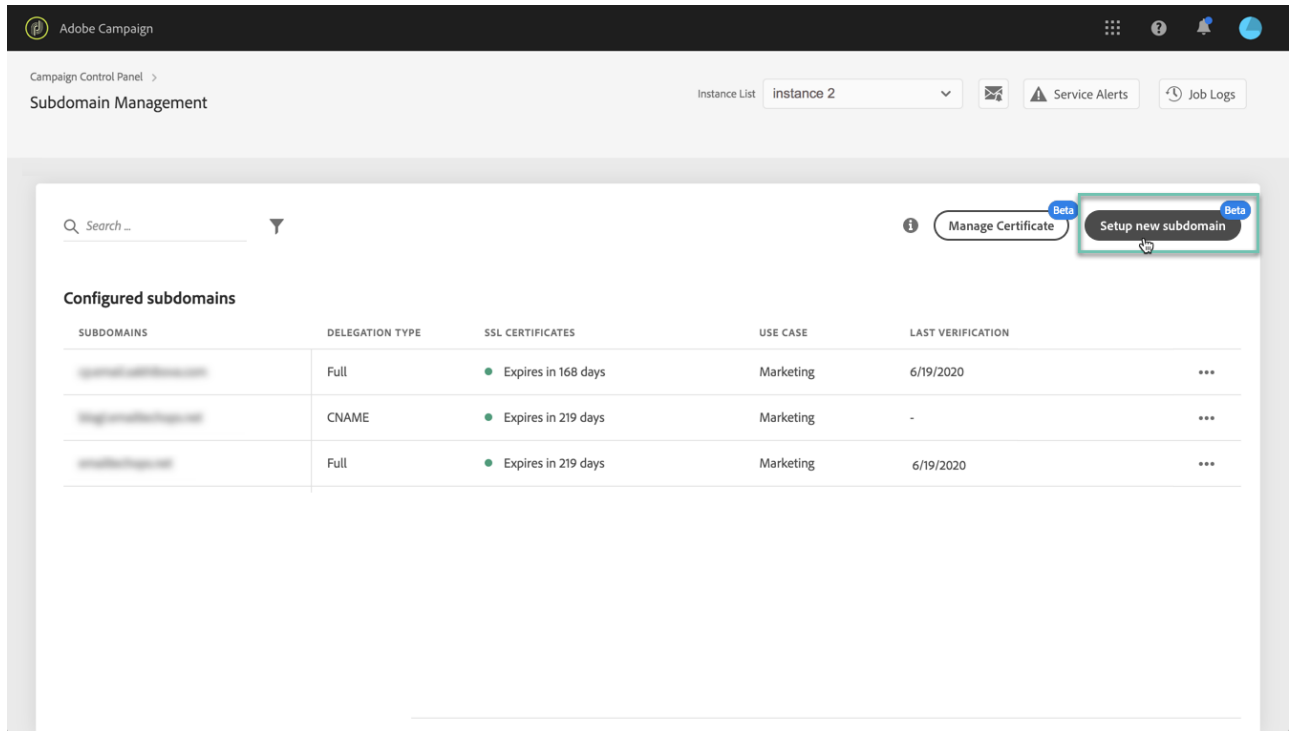 Adobe Campaign
Campaign Control Panel >
Subdomain Management
Instance List instance 2 Service Alerts Job Logs
Search ... Manage Certificate Beta Setup new subdomain Beta
Configured subdomains
SUBDOMAINS DELEGATION TYPE SSL CERTIFICATES USE CASE LAST VERIFICATION
Full Expires in 168 days Marketing 6/19/2020
CNAME Expires in 219 days Marketing -
Full Expires in 219 days Marketing 6/19/2020